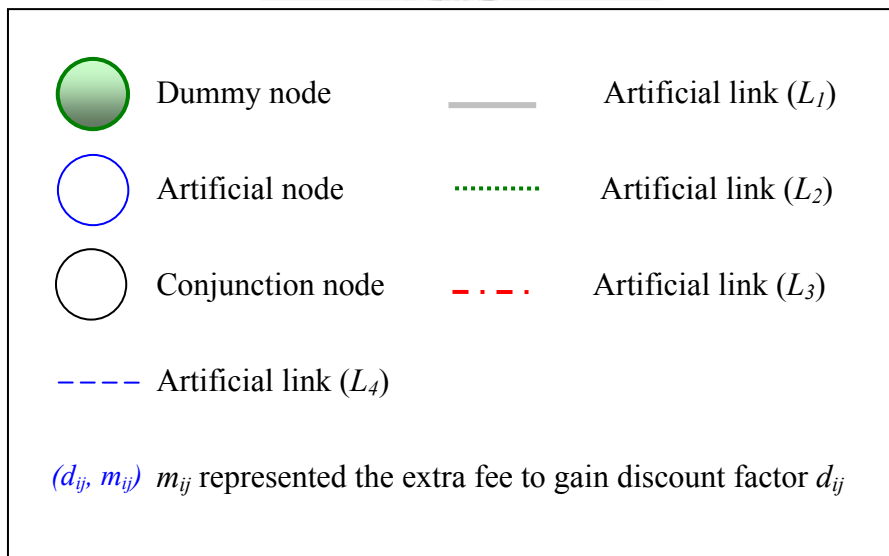 Dummy node Artificial link (L1)
Artificial node Artificial link (L2)
Conjunction node Artificial link (L3)
Artificial link (L4)
(dij, mij) mij represented the extra fee to gain discount factor dij